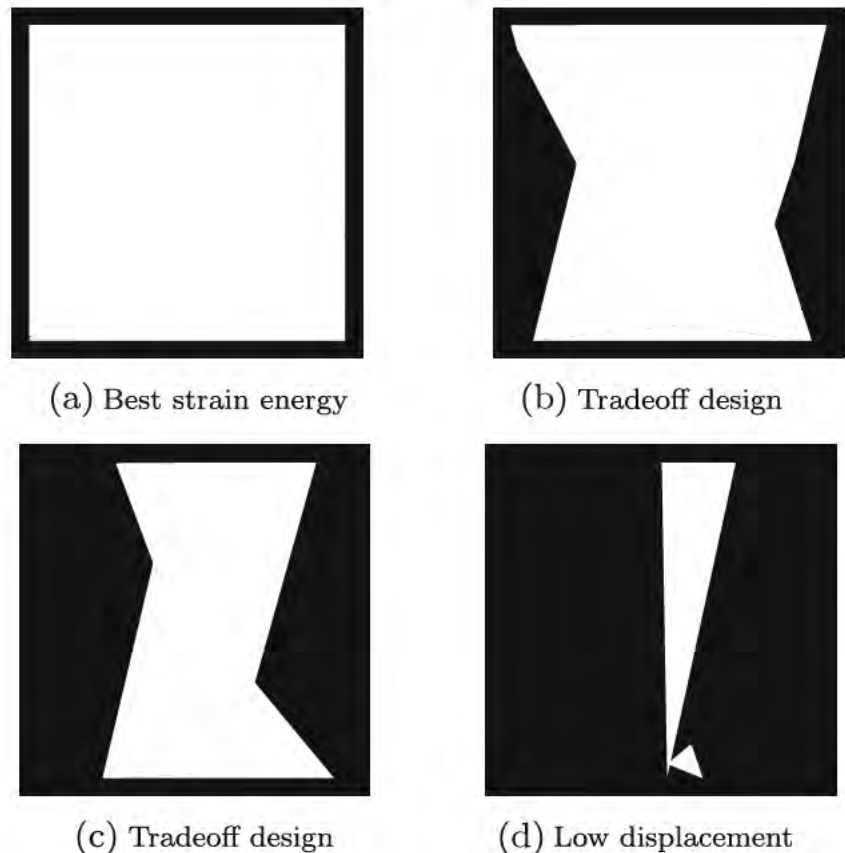 (a) Best strain energy
(b) Tradeoff design
(c) Tradeoff design
(d) Low displacement